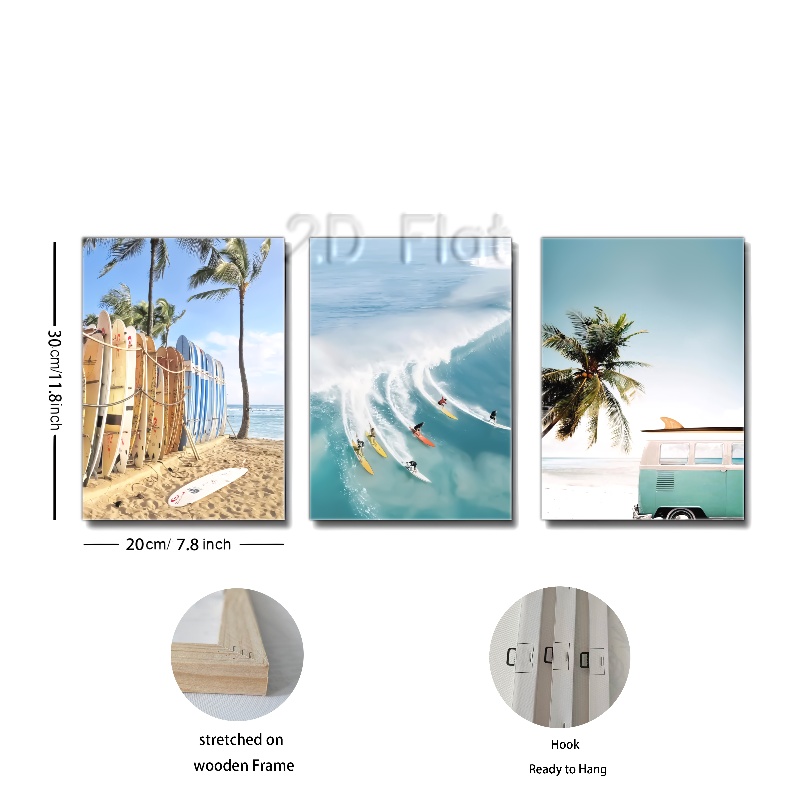 2D Flat
30cm/11.8inch
20cm/ 7.8 inch
stretched on
wooden Frame
Hook
Ready to Hang